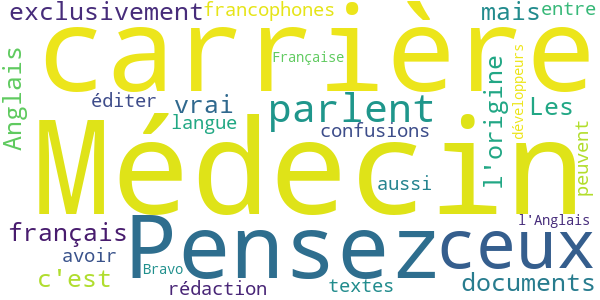 exclusivement francophones mais entre
carrière
Française
Anglais
développeurs
l'origine
éditer vrai parlent Les
langue confusions
peuvent
Médecin
aussi
français Pensez ceux l'Anglais
avoir
c'est Bravo documents
rédaction textes